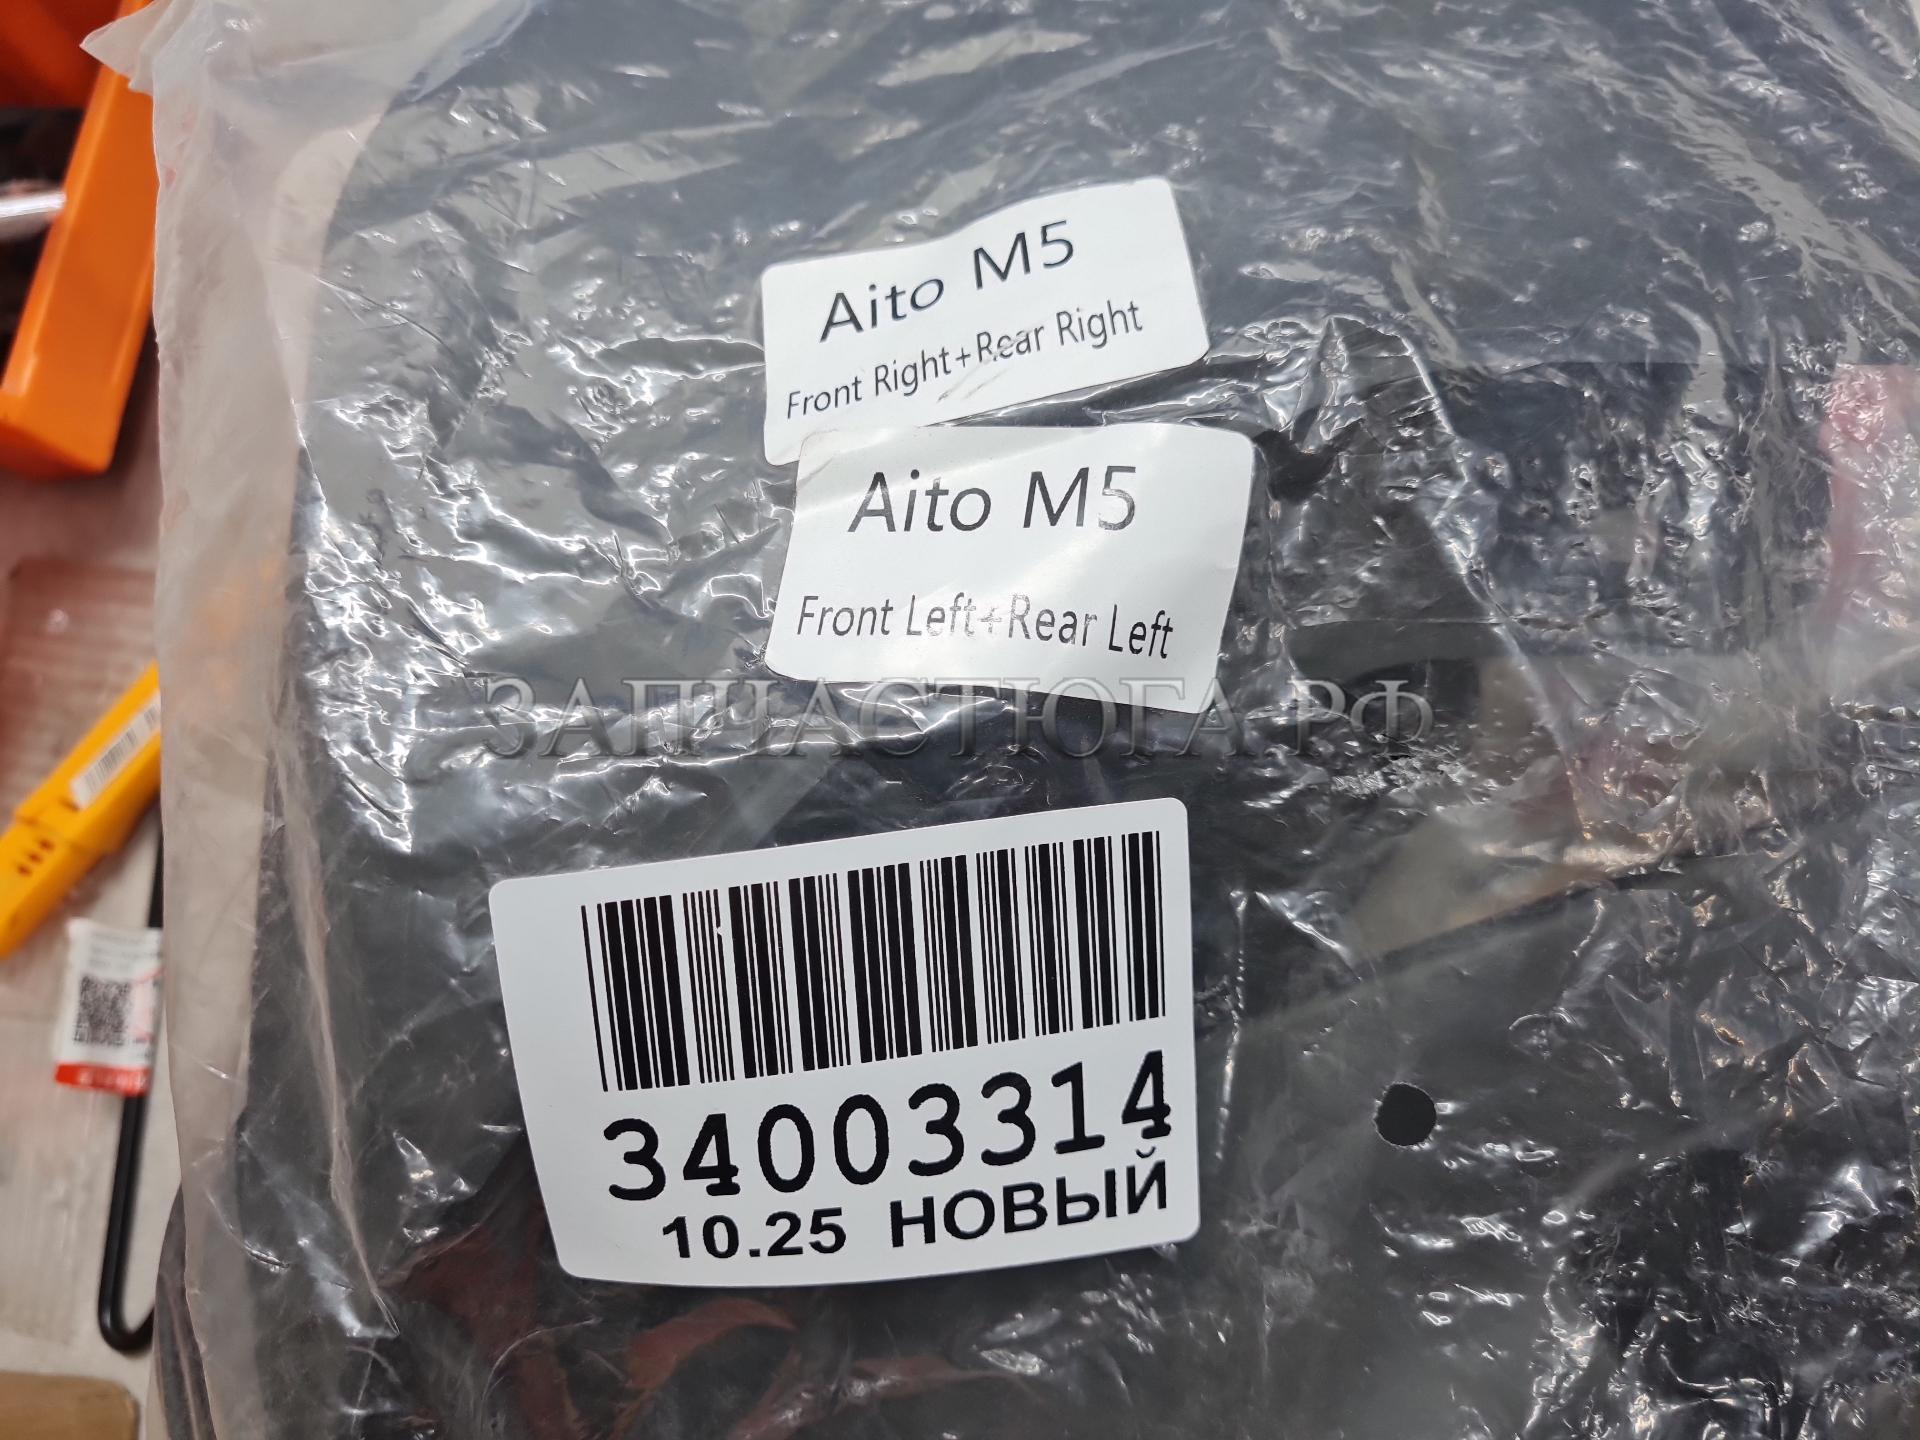 Aito M5
Front Right+Rear Right
Aito M5
Front Left+Rear Left
ЗАПЧАСТЮГА.РФ
34003314
10.25 НОВЫЙ